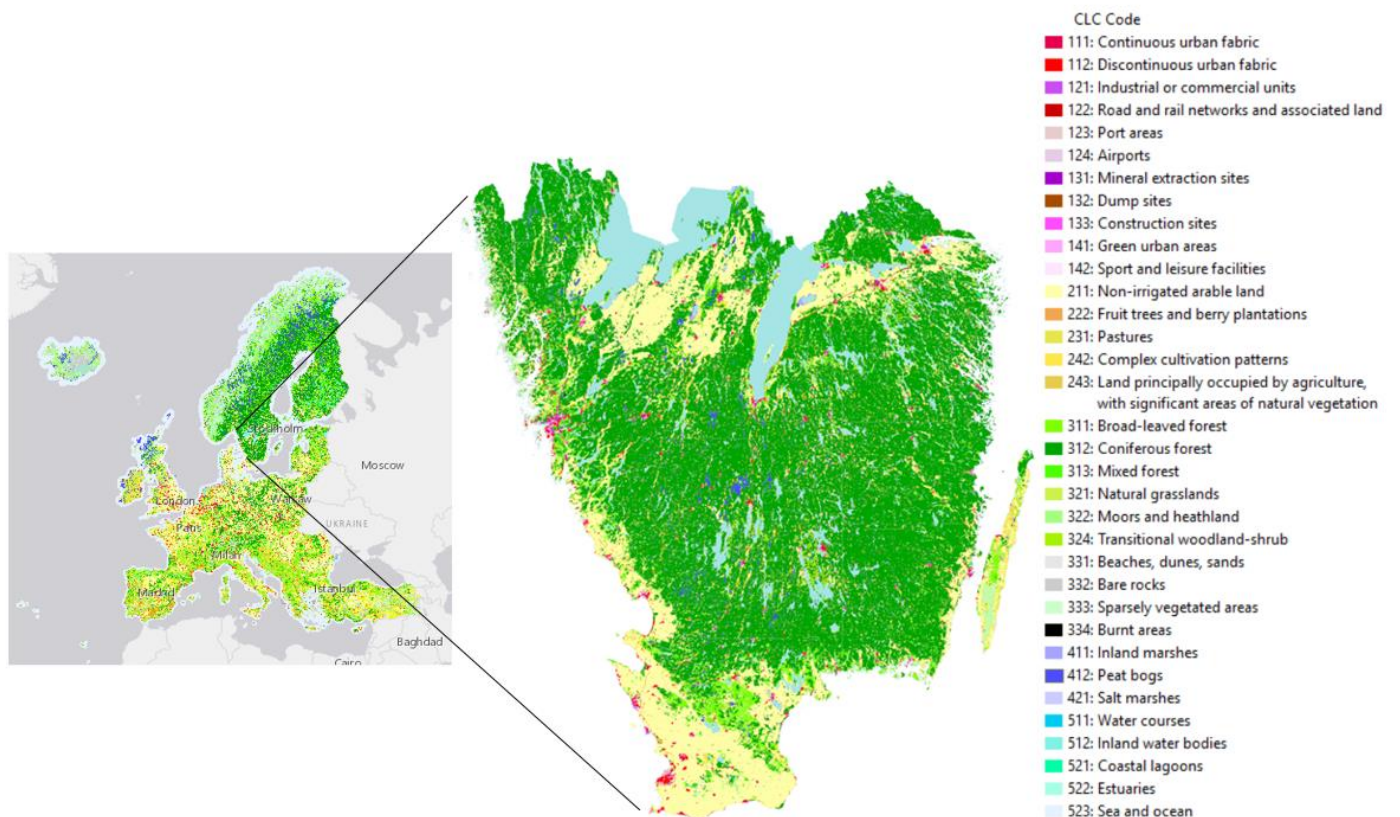 CLC Code
111: Continuous urban fabric
112: Discontinuous urban fabric
121: Industrial or commercial units
122: Road and rail networks and associated land
123: Port areas
124: Airports
131: Mineral extraction sites
132: Dump sites
133: Construction sites
141: Green urban areas
142: Sport and leisure facilities
211: Non-irrigated arable land
222: Fruit trees and berry plantations
231: Pastures
242: Complex cultivation patterns
243: Land principally occupied by agriculture,
with significant areas of natural vegetation
311: Broad-leaved forest
312: Coniferous forest
313: Mixed forest
321: Natural grasslands
322: Moors and heathland
324: Transitional woodland-shrub
331: Beaches, dunes, sands
332: Bare rocks
333: Sparsely vegetated areas
334: Burnt areas
411: Inland marshes
412: Peat bogs
421: Salt marshes
511: Water courses
512: Inland water bodies
521: Coastal lagoons
522: Estuaries
523: Sea and ocean
Stockholm
Moscow
London
Warsaw
Paris
UKRAINE
Milan
Madrid
Istanbul
Baghdad
Cairo